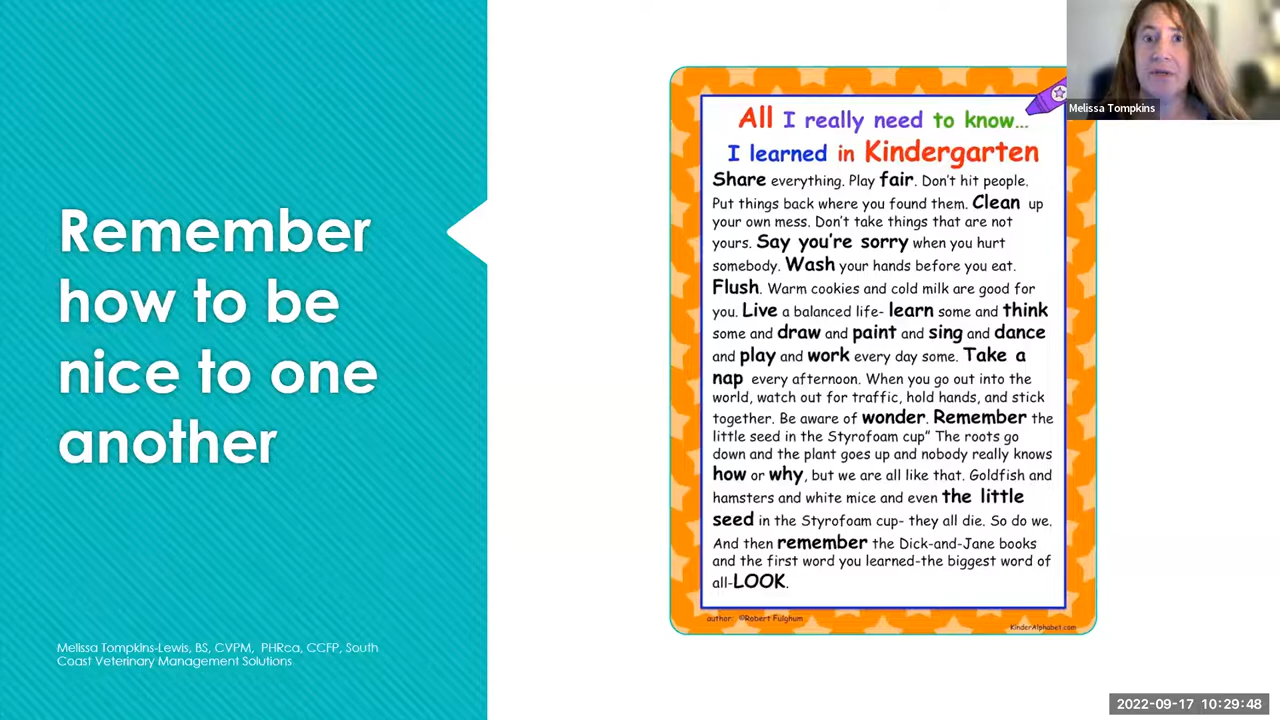 Remember
how to be
nice to one
another
Melissa Tompkins-Lewis, BS, CVPM, PHRca, CCFP, South
Coast Veterinary Management Solutions
All I really need to know...
I learned in Kindergarten
Share everything. Play fair. Don't hit people.
Put things back where you found them. Clean up
your own mess. Don't take things that are not
yours. Say you're sorry when you hurt
somebody. Wash your hands before you eat.
Flush. Warm cookies and cold milk are good for
you. Live a balanced life- learn some and think
some and draw and paint and sing and dance
and play and work every day some. Take a
nap every afternoon. When you go out into the
world, watch out for traffic, hold hands, and stick
together. Be aware of wonder. Remember the
little seed in the Styrofoam cup" The roots go
down and the plant goes up and nobody really knows
how or why, but we are all like that. Goldfish and
hamsters and white mice and even the little
seed in the Styrofoam cup- they all die. So do we.
And then remember the Dick-and-Jane books
and the first word you learned-the biggest word of
all-LOOK.
author: ©Robert Fulghum
KinderAlphabet.com
Melissa Tompkins
2022-09-17 10:29:48